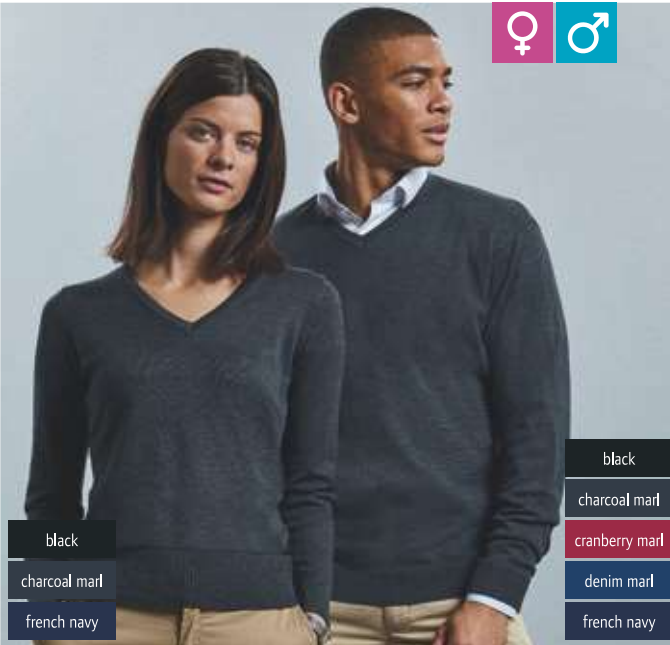 black
charcoal marl
french navy
black
charcoal marl
cranberry marl
denim marl
french navy